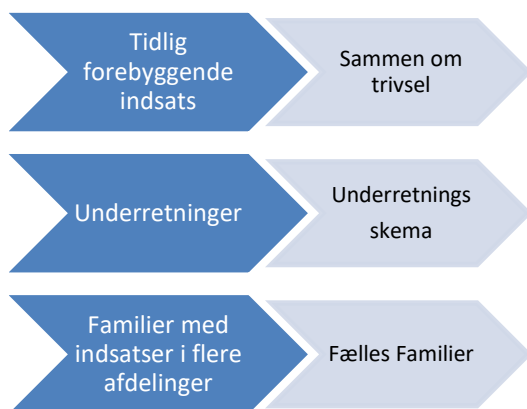 Tidlig
forebyggende
indsats
Sammen om
trivsel
Underretninger
Underretnings
skema
Familier med
indsatser i flere
afdelinger
Fælles Familier